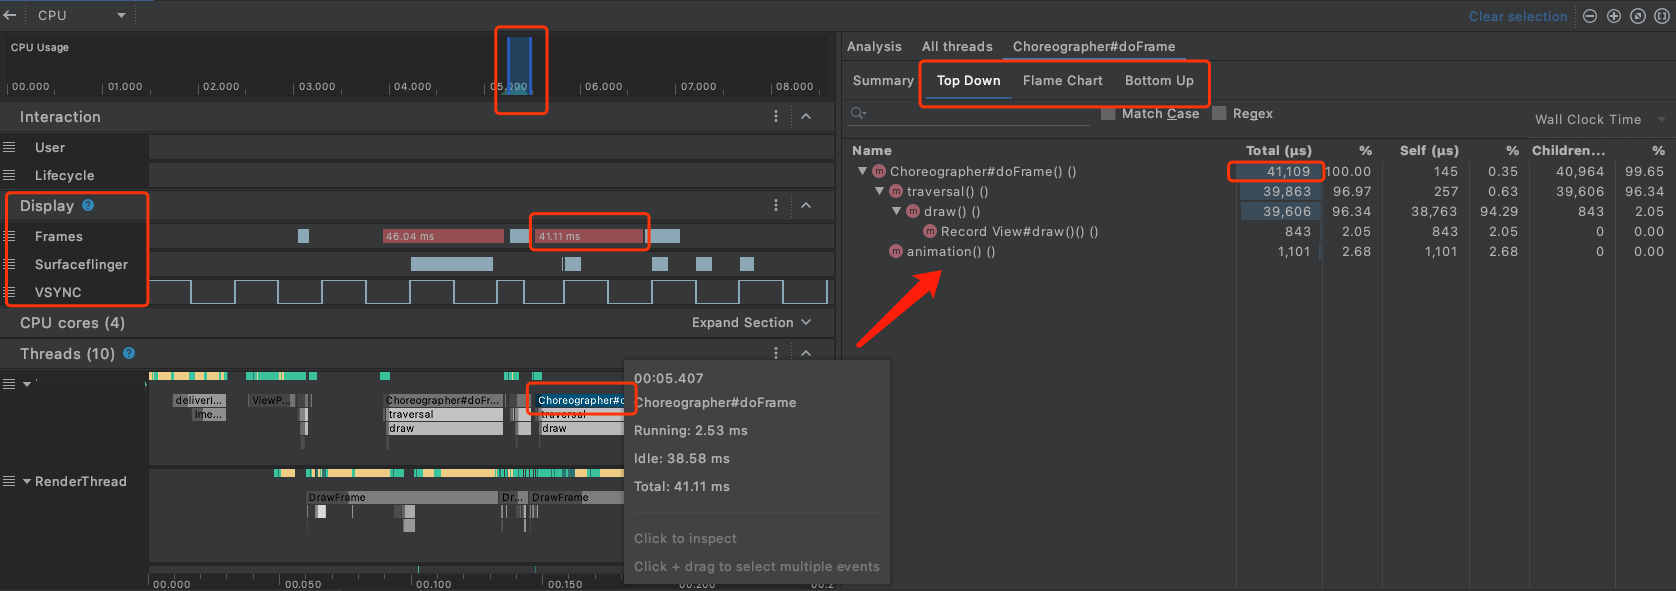 CPU
Clear selection
CPU Usage
00.000 01.000 02.000 03.000 04.000 05.000 06.000 07.000 08.000
Interaction
User
Lifecycle
Display ?
Frames 46.04 ms 41.11 ms
Surfaceflinger
VSYNC
CPU cores (4) Expand Section
Threads (10) ?
deliverI... ViewP... Choreographer#doFr... Choreographer#d
Ime... traversal traversal
draw draw
RenderThread
DrawFrame Dr... DrawFrame
00.000 00.050 00.100 00.150 00.200
00:05.407
Choreographer#doFrame
Running: 2.53 ms
Idle: 38.58 ms
Total: 41.11 ms
Click to inspect
Click + drag to select multiple events
Analysis All threads Choreographer#doFrame
Summary Top Down Flame Chart Bottom Up
Match Case Regex
Wall Clock Time
Name Total (μs) % Self (μs) % Children... %
m Choreographer#doFrame() () 41,109 100.00 145 0.35 40,964 99.65
m traversal() () 39,863 96.97 257 0.63 39,606 96.34
m draw() () 39,606 96.34 38,763 94.29 843 2.05
m Record View#draw()() () 843 2.05 843 2.05 0 0.00
m animation() () 1,101 2.68 1,101 2.68 0 0.00